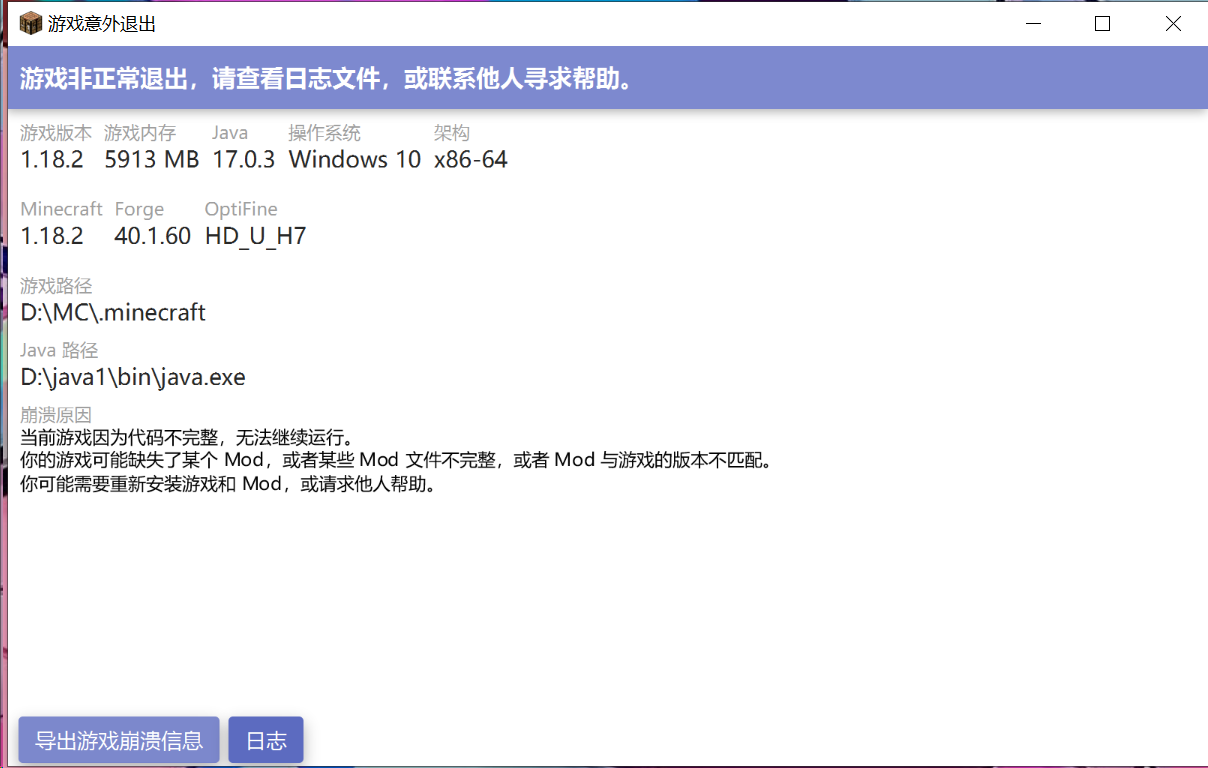 游戏意外退出
游戏非正常退出，请查看日志文件，或联系他人寻求帮助。
游戏版本 游戏内存 Java 操作系统 架构
1.18.2 5913 MB 17.0.3 Windows 10 x86-64
Minecraft Forge OptiFine
1.18.2 40.1.60 HD_U_H7
游戏路径
D:\MC\.minecraft
Java 路径
D:\java1\bin\java.exe
崩溃原因
当前游戏因为代码不完整，无法继续运行。
你的游戏可能缺失了某个 Mod，或者某些 Mod 文件不完整，或者 Mod 与游戏的版本不匹配。
你可能需要重新安装游戏和 Mod，或请求他人帮助。
导出游戏崩溃信息 日志